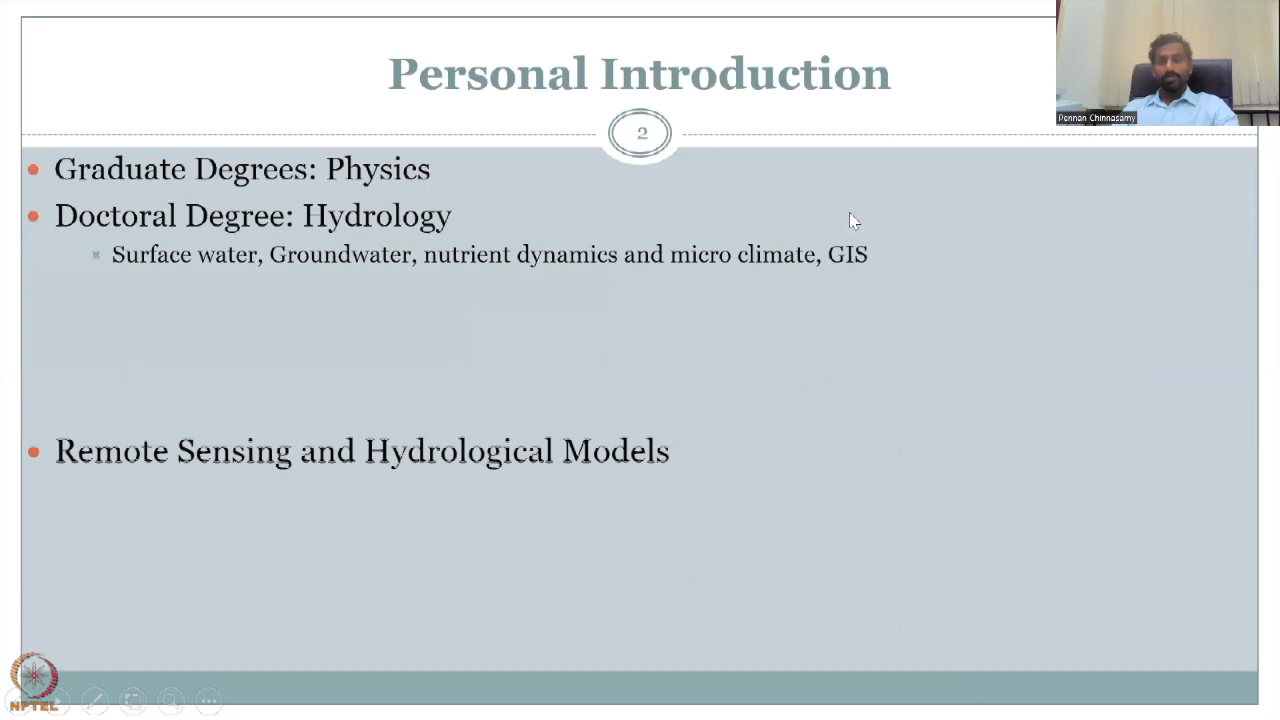 Personal Introduction
Pennan Chinnasamy
2
Graduate Degrees: Physics
Doctoral Degree: Hydrology
Surface water, Groundwater, nutrient dynamics and micro climate, GIS
Remote Sensing and Hydrological Models
NPTEL